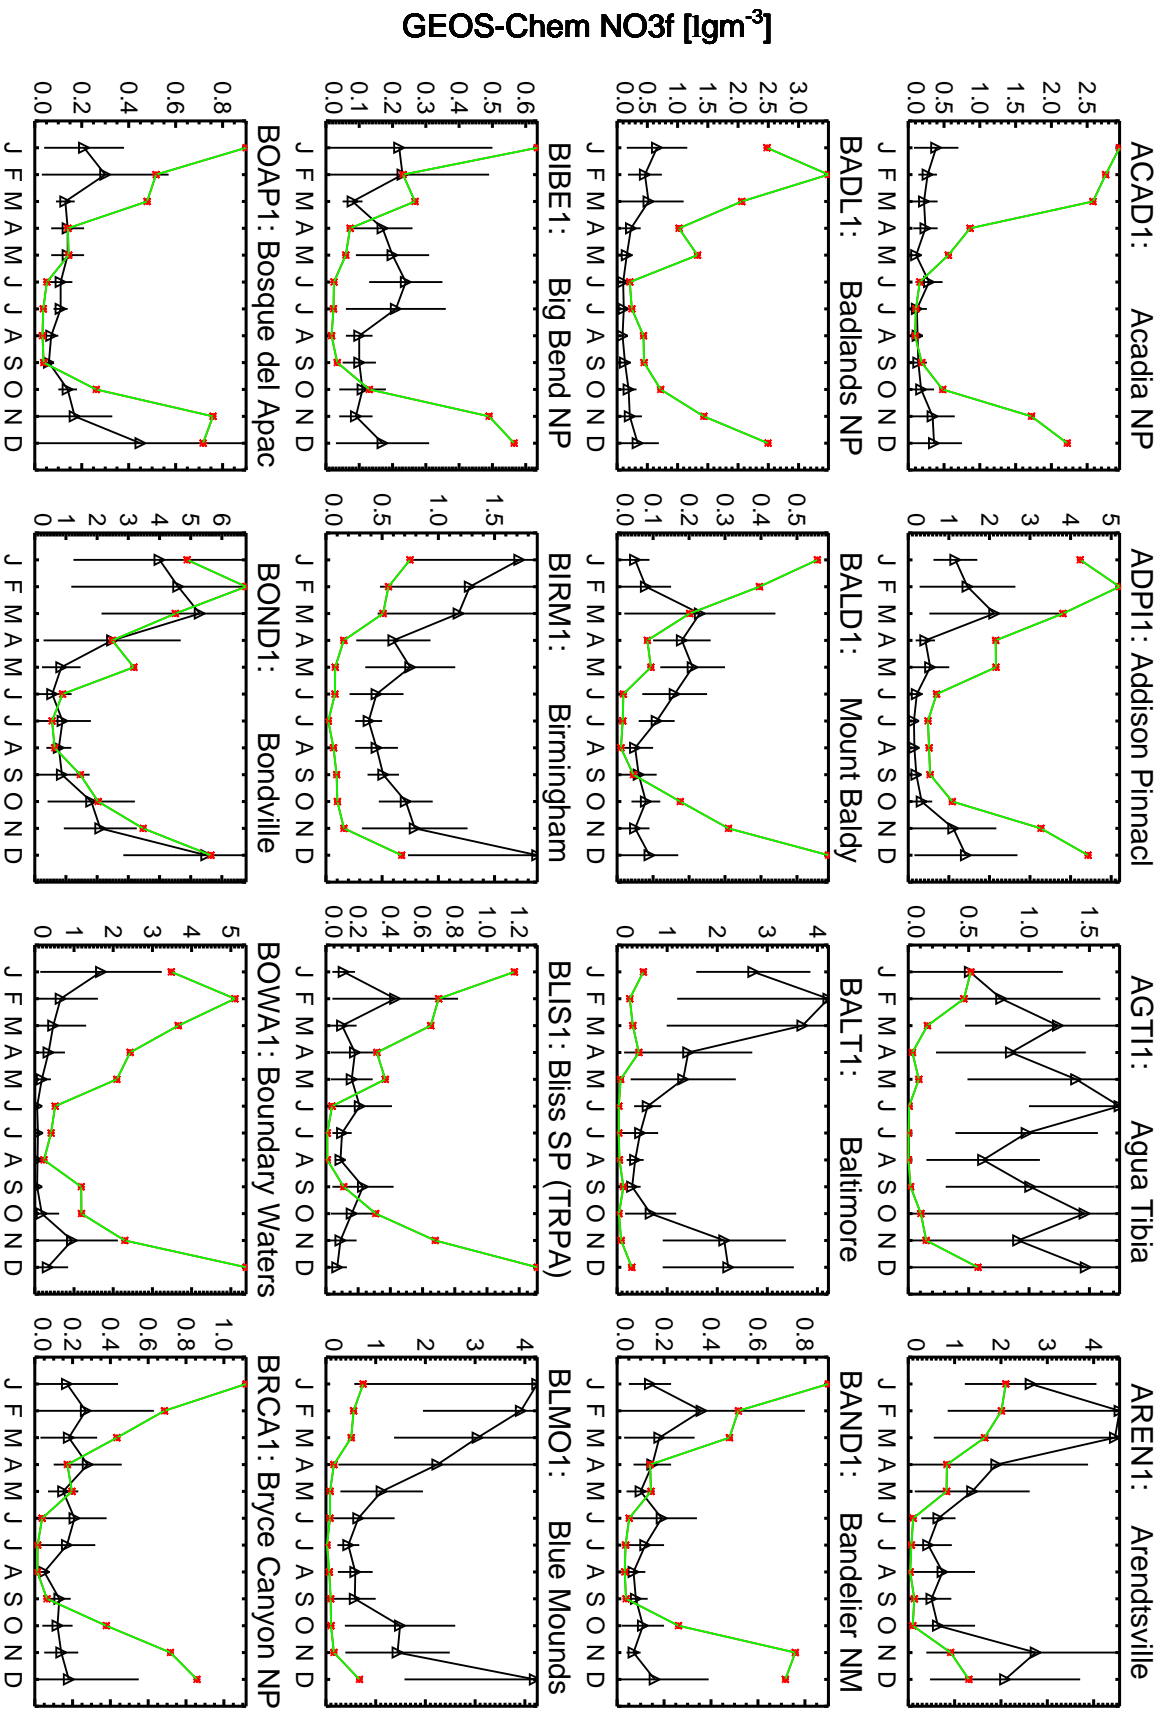 GEOS-Chem NO3f [lgm-3]
ACAD1: Acadia NP
0.0 0.5 1.0 1.5 2.0 2.5
J F M A M J J A S O N D
ADPI1: Addison Pinnacl
0 1 2 3 4 5
J F M A M J J A S O N D
AGTI1: Agua Tibia
0.0 0.5 1.0 1.5
J F M A M J J A S O N D
AREN1: Arendtsville
0 1 2 3 4
J F M A M J J A S O N D
BADL1: Badlands NP
0.0 0.5 1.0 1.5 2.0 2.5 3.0
J F M A M J J A S O N D
BALD1: Mount Baldy
0.0 0.1 0.2 0.3 0.4 0.5
J F M A M J J A S O N D
BALT1: Baltimore
0 1 2 3 4
J F M A M J J A S O N D
BAND1: Bandelier NM
0.0 0.2 0.4 0.6 0.8
J F M A M J J A S O N D
BIBE1: Big Bend NP
0.0 0.1 0.2 0.3 0.4 0.5 0.6
J F M A M J J A S O N D
BIRM1: Birmingham
0.0 0.5 1.0 1.5
J F M A M J J A S O N D
BLIS1: Bliss SP (TRPA)
0.0 0.2 0.4 0.6 0.8 1.0 1.2
J F M A M J J A S O N D
BLMO1: Blue Mounds
0 1 2 3 4
J F M A M J J A S O N D
BOAP1: Bosque del Apac
0.0 0.2 0.4 0.6 0.8
J F M A M J J A S O N D
BOND1: Bondville
0 1 2 3 4 5 6
J F M A M J J A S O N D
BOWA1: Boundary Waters
0 1 2 3 4 5
J F M A M J J A S O N D
BRCA1: Bryce Canyon NP
0.0 0.2 0.4 0.6 0.8 1.0
J F M A M J J A S O N D